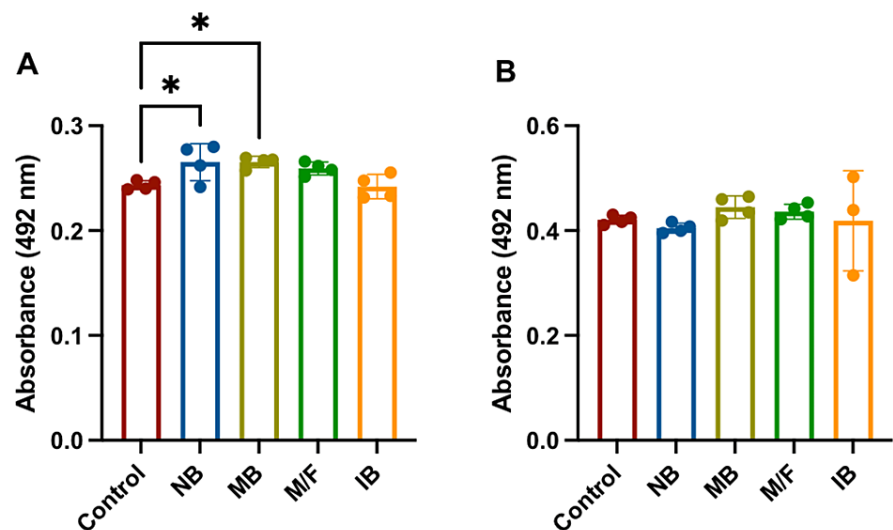 A
*
*
Absorbance (492 nm)
0.3
0.2
0.1
0.0
Control
NB
MB
M/F
IB
B
Absorbance (492 nm)
0.6
0.4
0.2
0.0
Control
NB
MB
M/F
IB